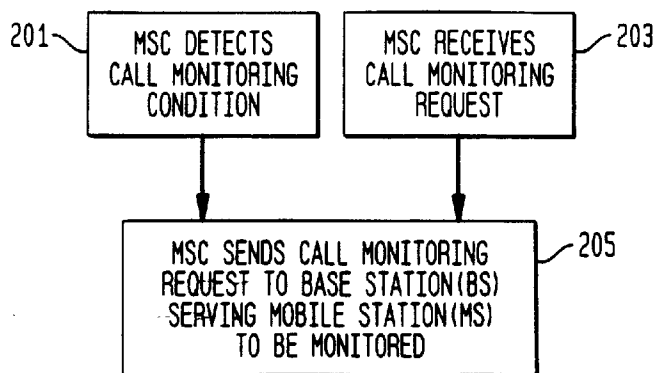 201
MSC DETECTS
CALL MONITORING
CONDITION
MSC RECEIVES
CALL MONITORING
REQUEST
203
MSC SENDS CALL MONITORING
REQUEST TO BASE STATION(BS)
SERVING MOBILE STATION(MS)
TO BE MONITORED
205